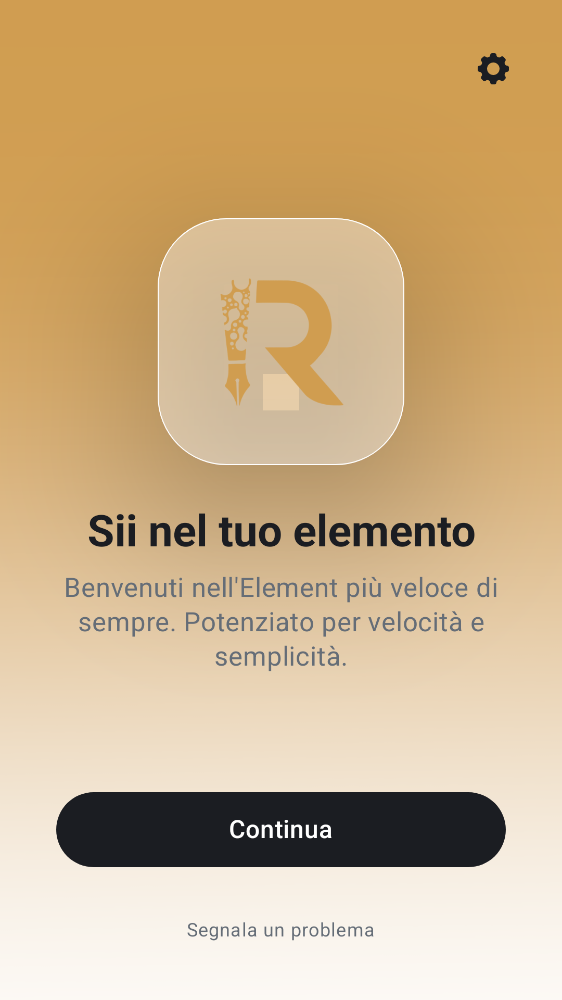 R
Sii nel tuo elemento
Benvenuti nell'Element più veloce di
sempre. Potenziato per velocità e
semplicità.
Continua
Segnala un problema